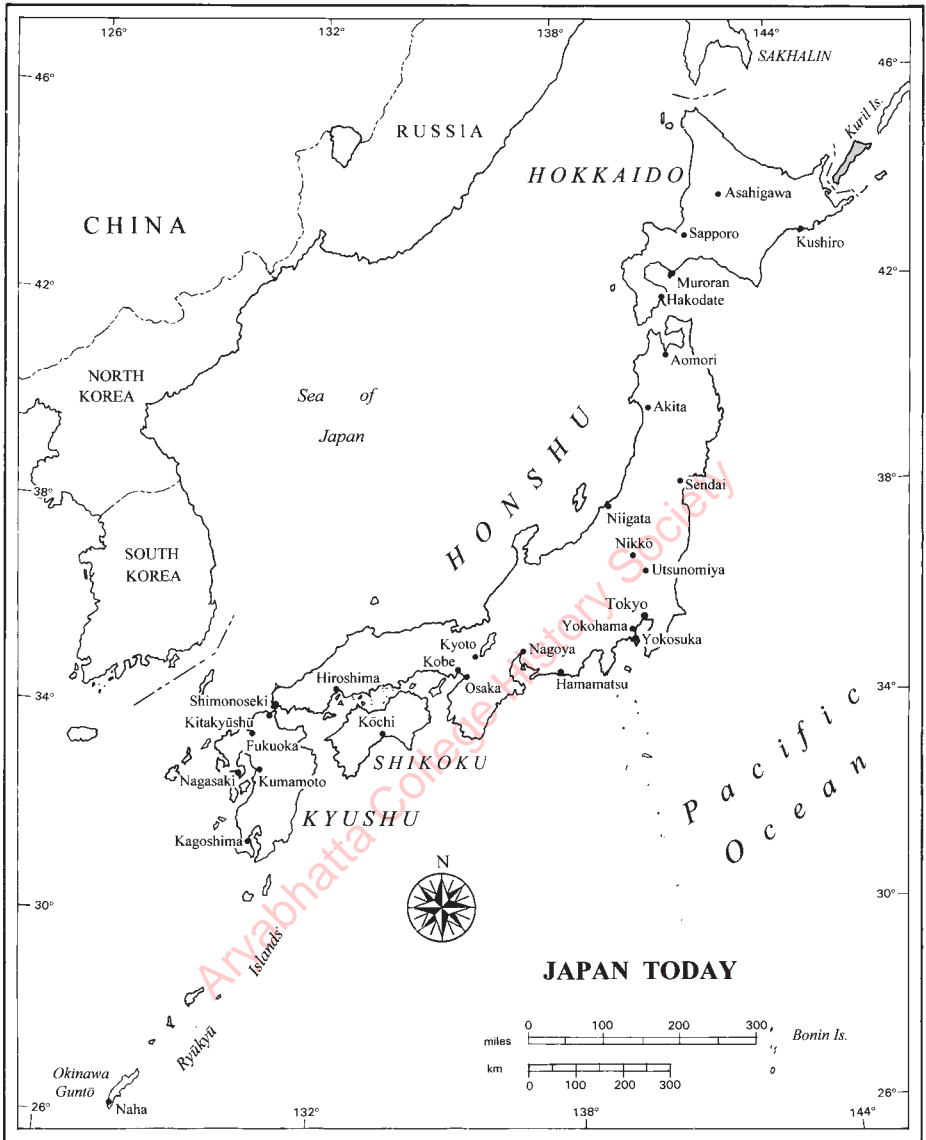 126°
132°
138°
144°
46°
46°
SAKHALIN
Kuril Is.
RUSSIA
HOKKAIDO
CHINA
Asahigawa
Sapporo
Kushiro
42°
42°
Muroran
Hakodate
Aomori
NORTH
KOREA
Sea of
Japan
Akita
HONSHU
38°
38°
Sendai
Niigata
Nikkō
SOUTH
KOREA
Utsunomiya
Tokyo
Yokohama
Yokosuka
Kyoto
Nagoya
Kobe
Hiroshima
Osaka
Hamamatsu
34°
34°
Shimonoseki
Kitakyūshū
Kōchi
Fukuoka
SHIKOKU
Nagasaki
Kumamoto
KYUSHU
Pacific
Ocean
Kagoshima
N
30°
30°
Ryūkyū Islands
JAPAN TODAY
0 100 200 300
miles
Bonin Is.
km
0 100 200 300
Okinawa
Guntō
Naha
26°
26°
132°
138°
144°
Aryabhatta College History Society